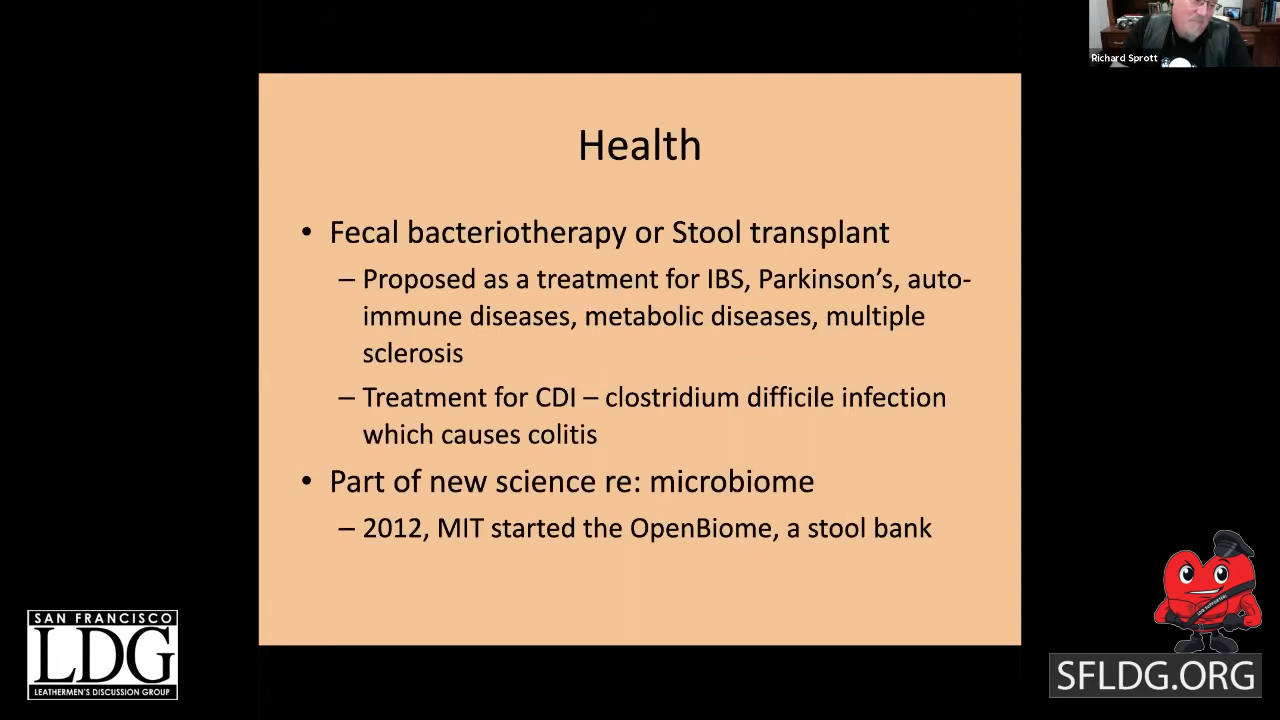 Richard Sprott
Health
• Fecal bacteriotherapy or Stool transplant
– Proposed as a treatment for IBS, Parkinson’s, auto-
immune diseases, metabolic diseases, multiple
sclerosis
– Treatment for CDI – clostridium difficile infection
which causes colitis
• Part of new science re: microbiome
– 2012, MIT started the OpenBiome, a stool bank
SAN FRANCISCO
LDG
LEATHERMEN'S DISCUSSION GROUP
LDG SUPPORTER!
SFLDG.ORG